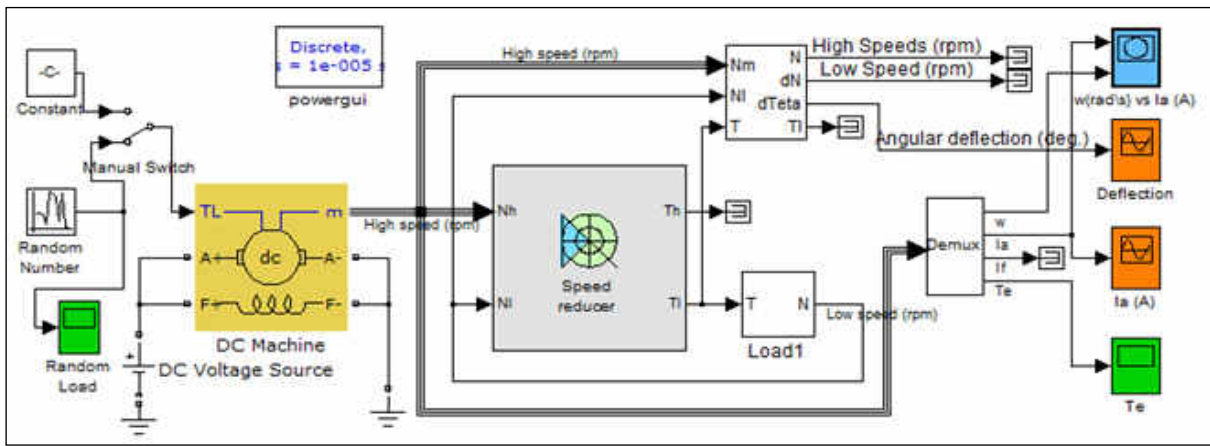 -C-
Constant
Manual Switch
Random
Number
Random
Load
Discrete,
s = 1e-005 s
powergui
TL
m
A+
dc
A-
F+
F-
DC Machine
DC Voltage Source
High speed (rpm)
High speed (rpm)
Nh
Nl
Th
Tl
Speed
reducer
Nm
Nl
T
N
dN
dTeta
Tl
High Speeds (rpm)
Low Speed (rpm)
Angular deflection (deg.)
T
N
Load1
Low speed (rpm)
Demux
w
Ia
If
Te
w(rad\s) vs Ia (A)
Deflection
Ia (A)
Te